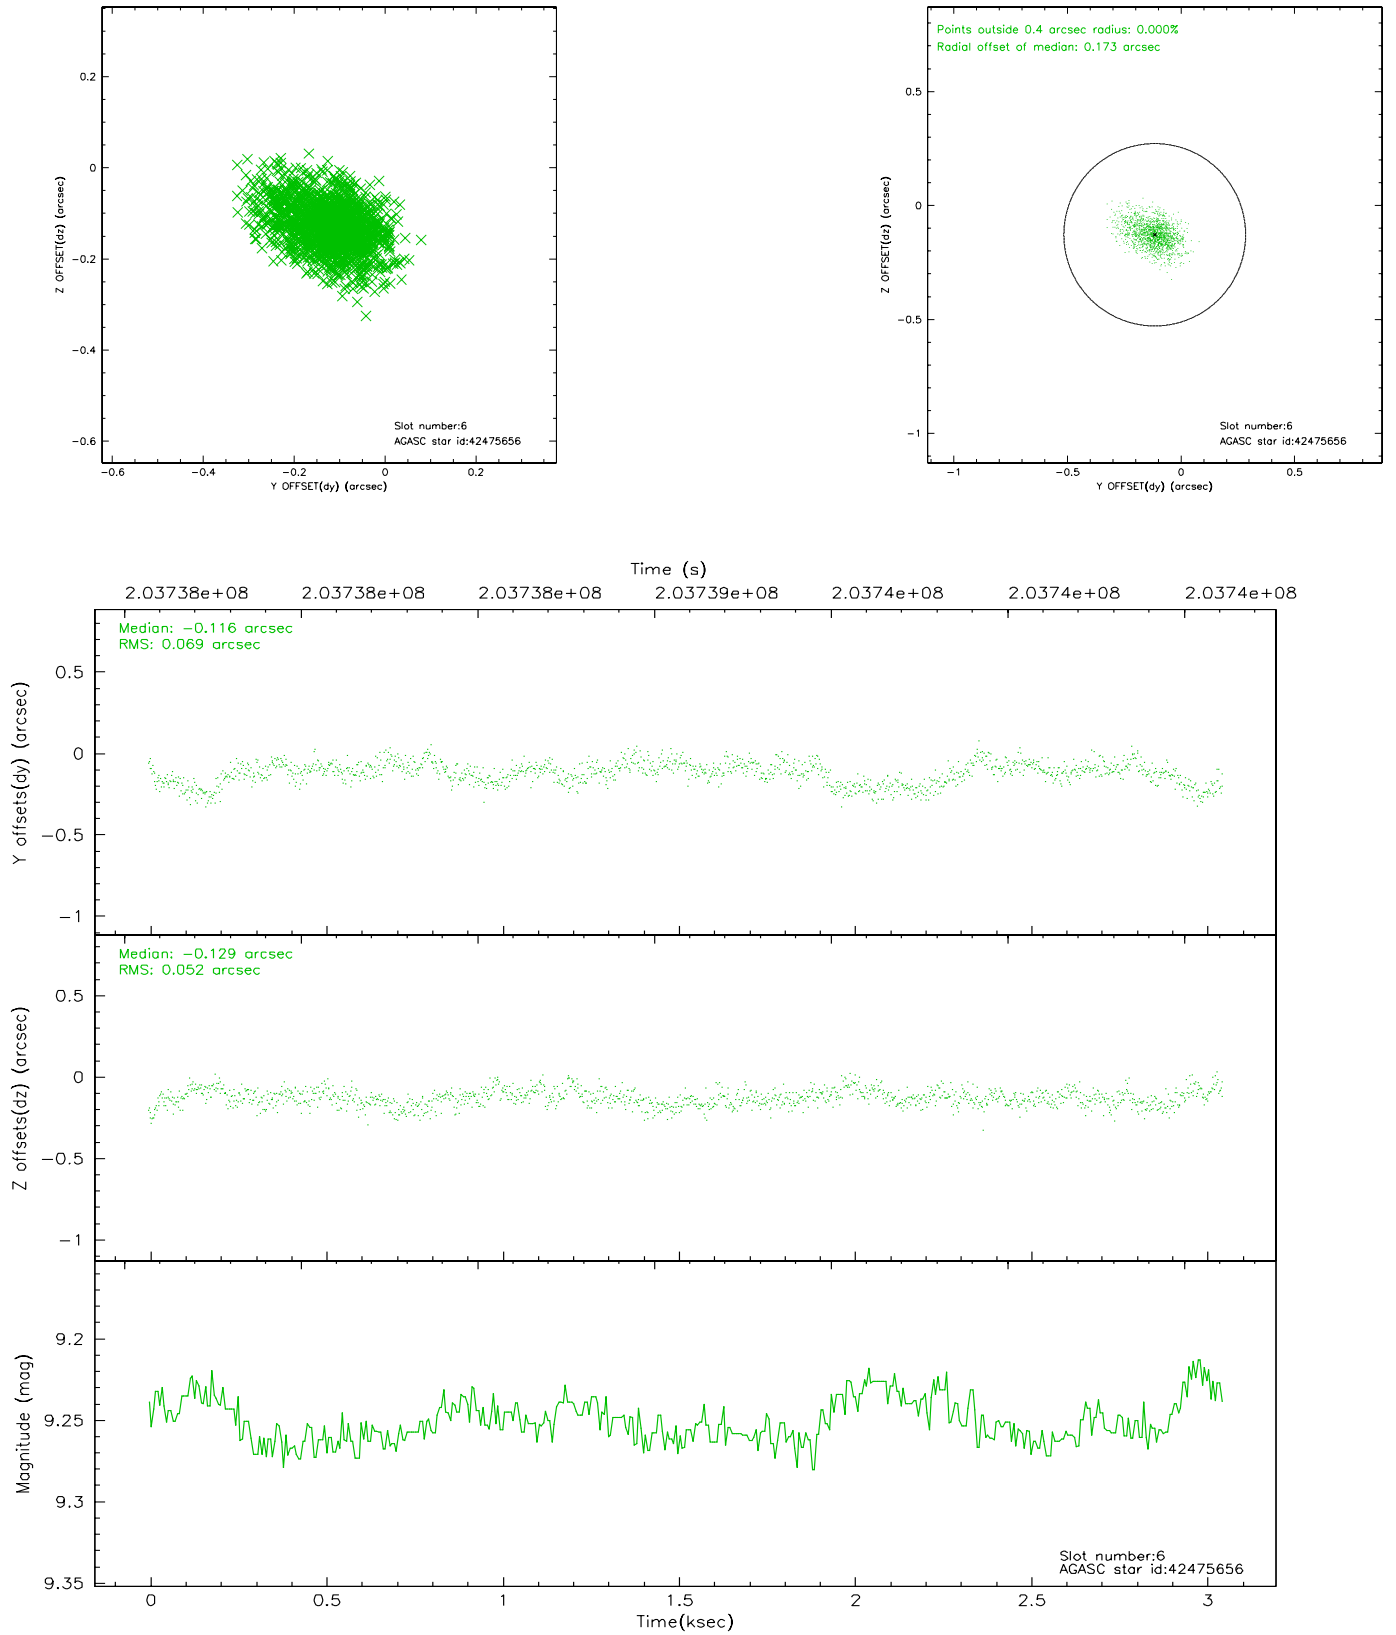 0.2
0
−0.2
−0.4
−0.6
Z OFFSET(dz) (arcsec)
Slot number:6
AGASC star id:42475656
−0.6 −0.4 −0.2 0 0.2
Y OFFSET(dy) (arcsec)
Points outside 0.4 arcsec radius: 0.000%
Radial offset of median: 0.173 arcsec
0.5
0
−0.5
−1
Z OFFSET(dz) (arcsec)
Slot number:6
AGASC star id:42475656
−1 −0.5 0 0.5
Y OFFSET(dy) (arcsec)
Time (s)
2.03738e+08 2.03738e+08 2.03738e+08 2.03739e+08 2.0374e+08 2.0374e+08 2.0374e+08
Median: −0.116 arcsec
RMS: 0.069 arcsec
0.5
0
−0.5
−1
Y offsets(dy) (arcsec)
Median: −0.129 arcsec
RMS: 0.052 arcsec
0.5
0
−0.5
−1
Z offsets(dz) (arcsec)
9.2
9.25
9.3
9.35
Magnitude (mag)
Slot number:6
AGASC star id:42475656
0 0.5 1 1.5 2 2.5 3
Time(ksec)